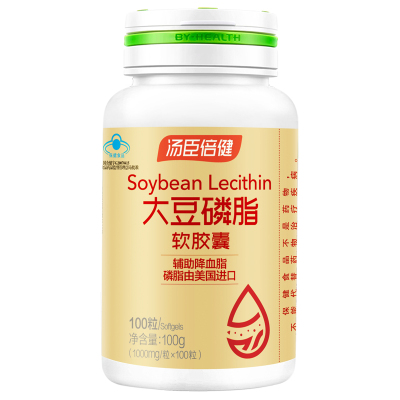 BY-HEALTH
汤臣倍健
Soybean Lecithin
大豆磷脂
软胶囊
辅助降血脂
磷脂由美国进口
100粒/Softgels
净含量:100g
(1000mg/粒×100粒)